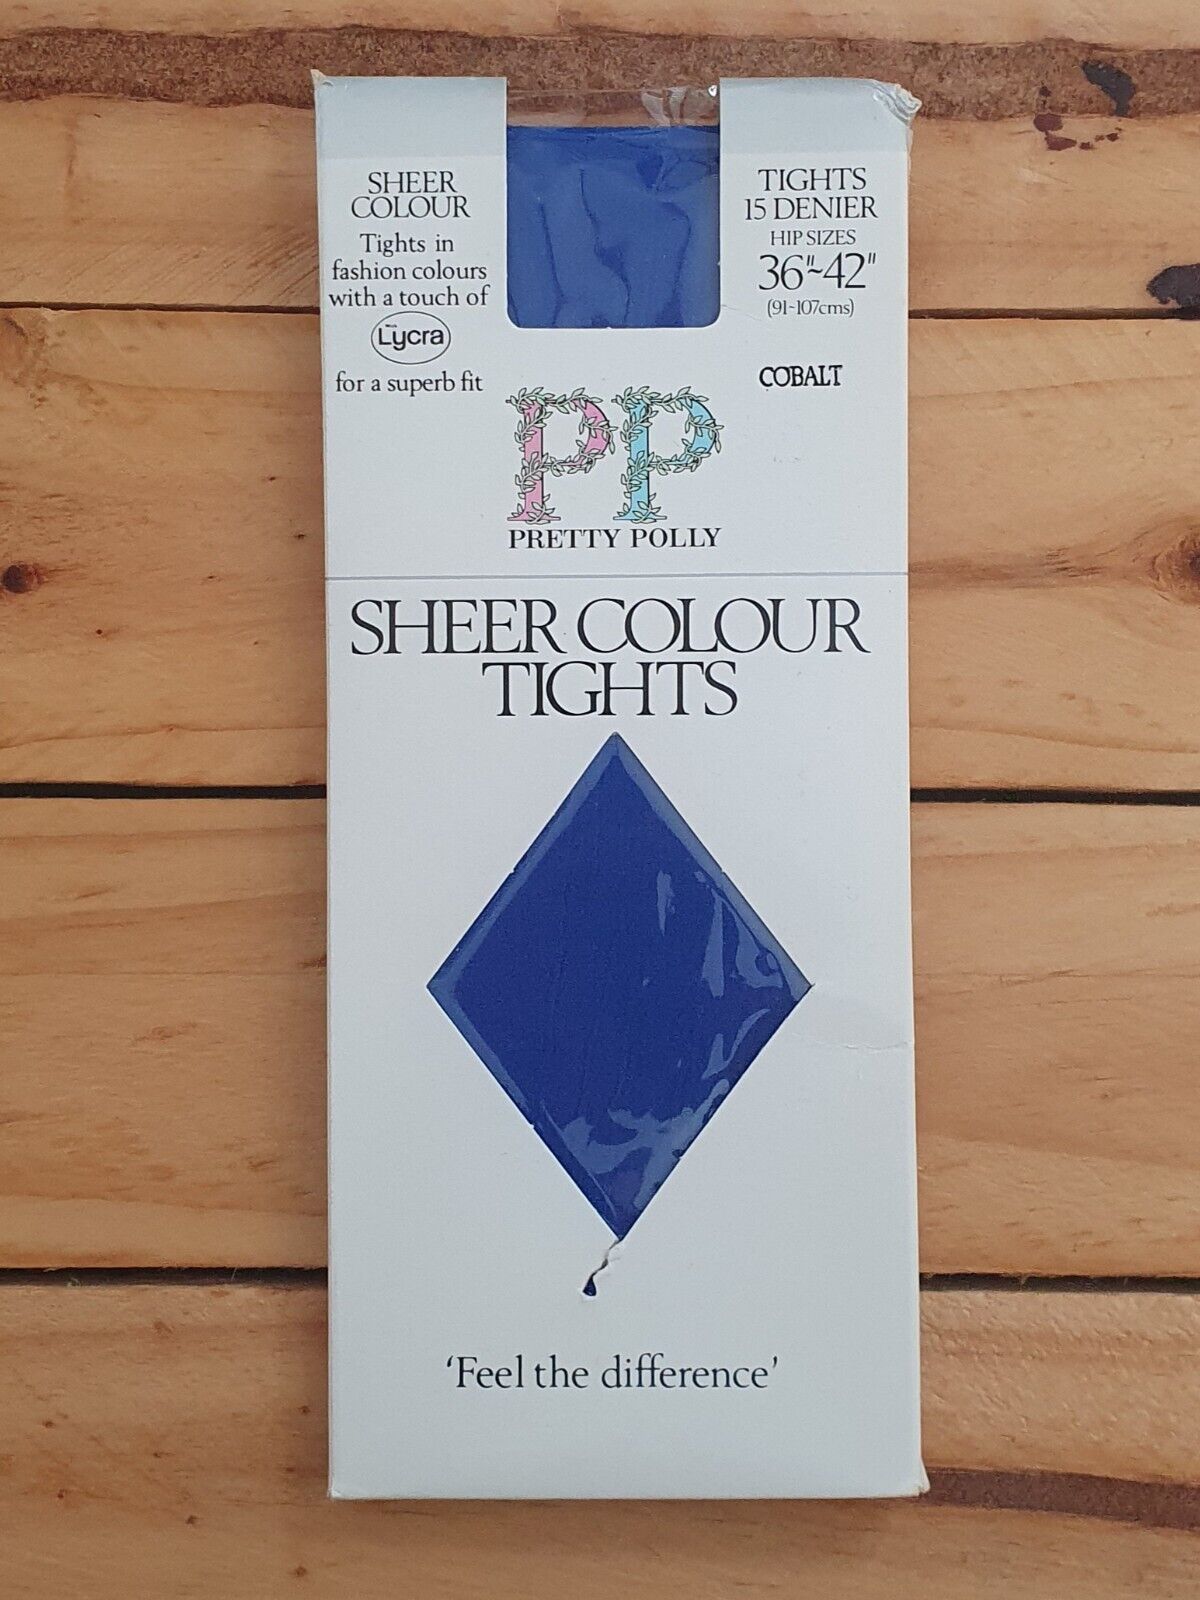 SHEER
COLOUR
Tights in
fashion colours
with a touch of
Lycra
for a superb fit
TIGHTS
15 DENIER
HIP SIZES
36"~42"
(91~107cms)
COBALT
PP
PRETTY POLLY
SHEER COLOUR
TIGHTS
'Feel the difference'